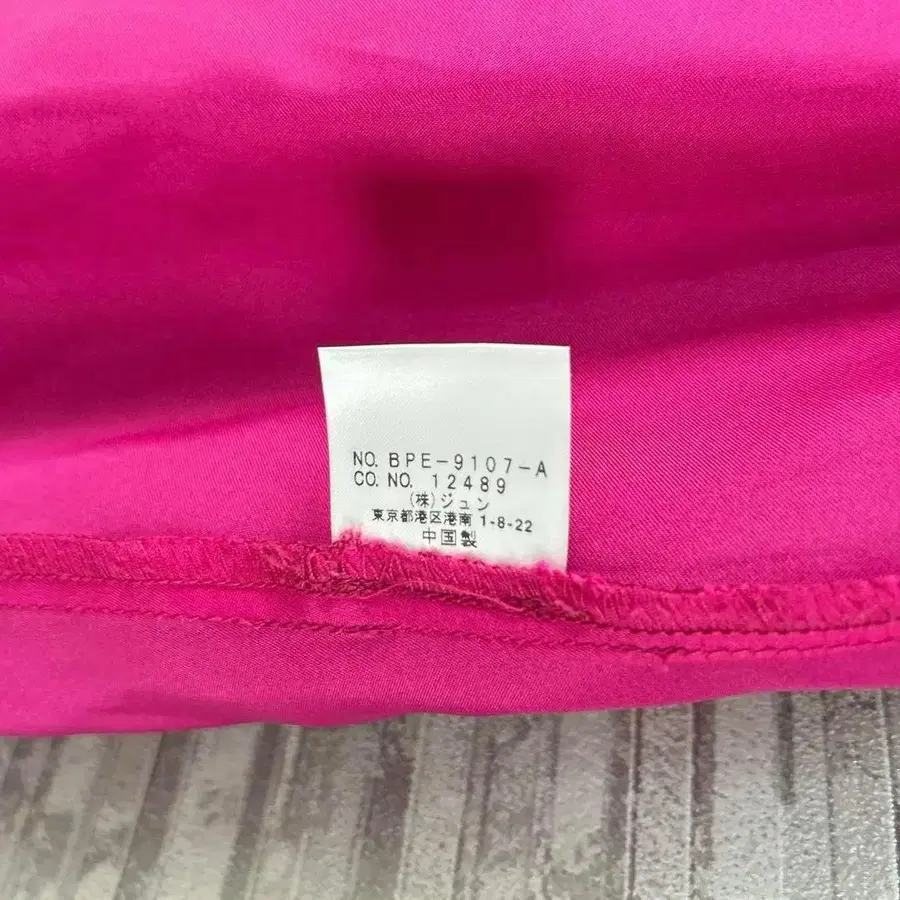 NO. BPE-9107-A
CO. NO. 12489
(株)ジュン
東京都港区港南 1-8-22
中国製